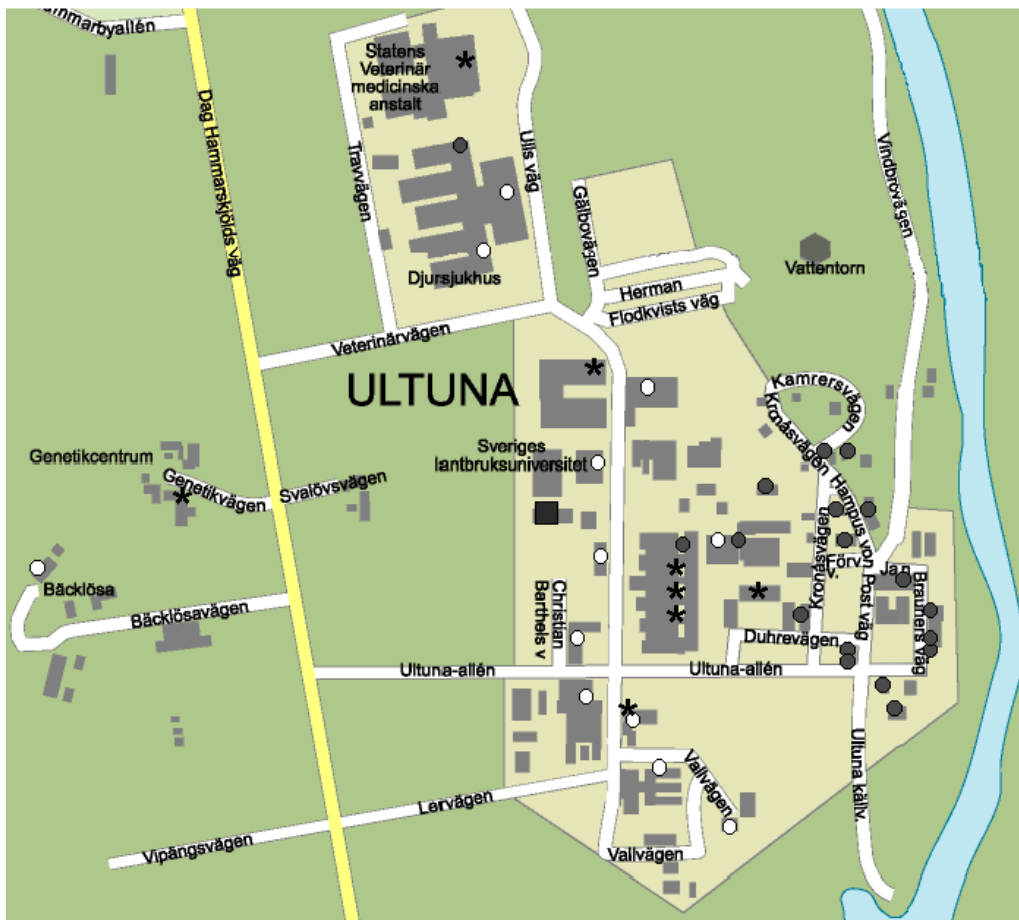 Dag Hammarskjölds väg
Statens
Veterinär
medicinska
anstalt
Travvägen
Ulls väg
Vindbrovägen
Gälbovägen
Djursjukhus
Vattentorn
Herman
Flodkvists väg
Veterinärvägen
ULTUNA
Kamrersvägen
Kronåsvägen
Sveriges
lantbruksuniversitet
Genetikcentrum
Genetikvägen
Svalövsvägen
Hampus von
Post väg
Kronåsvägen
Förv.
v.
Jan
Brauners väg
Bäcklösa
Bäcklösavägen
Christian
Barthels v
Duhrevägen
Ultuna-allén
Ultuna-allén
Ultuna källv.
Vallvägen
Lervägen
Vipängsvägen
Vallvägen